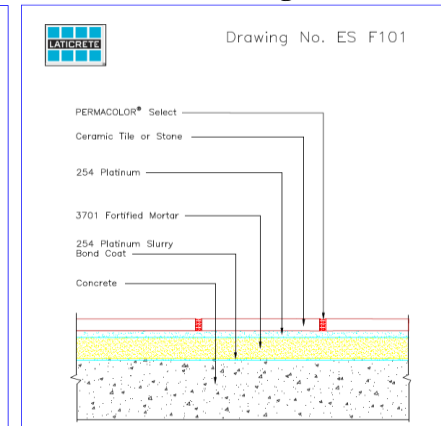 LATICRETE
Drawing No. ES F101
PERMACOLOR® Select
Ceramic Tile or Stone
254 Platinum
3701 Fortified Mortar
254 Platinum Slurry
Bond Coat
Concrete